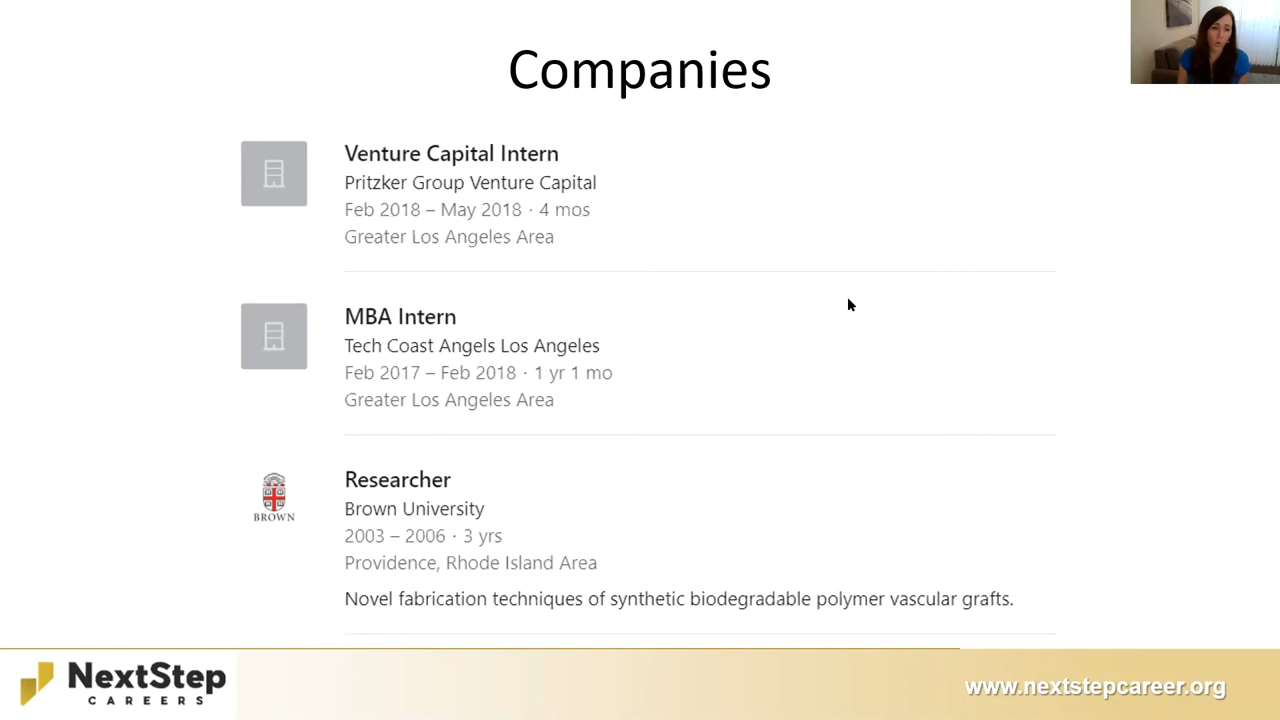 Companies
Venture Capital Intern
Pritzker Group Venture Capital
Feb 2018 – May 2018 · 4 mos
Greater Los Angeles Area
MBA Intern
Tech Coast Angels Los Angeles
Feb 2017 – Feb 2018 · 1 yr 1 mo
Greater Los Angeles Area
BROWN
Researcher
Brown University
2003 – 2006 · 3 yrs
Providence, Rhode Island Area
Novel fabrication techniques of synthetic biodegradable polymer vascular grafts.
NextStep
CAREERS
www.nextstepcareer.org